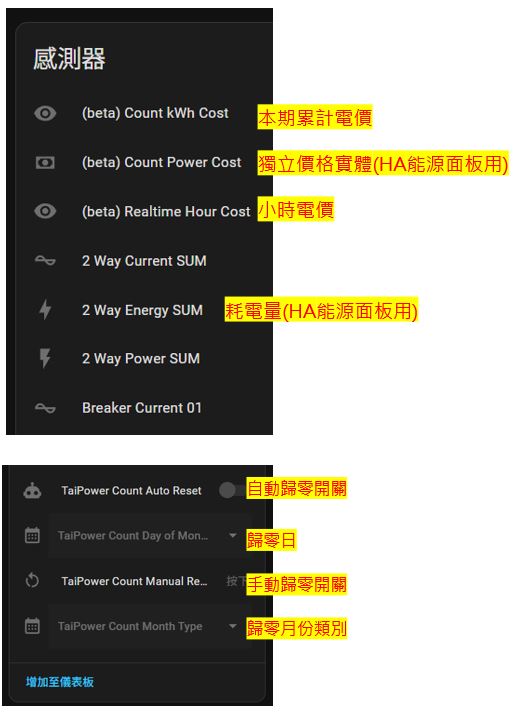 感測器
(beta) Count kWh Cost 本期累計電價
(beta) Count Power Cost 獨立價格實體(HA能源面板用)
(beta) Realtime Hour Cost 小時電價
2 Way Current SUM
2 Way Energy SUM 耗電量(HA能源面板用)
2 Way Power SUM
Breaker Current 01
TaiPower Count Auto Reset 自動歸零開關
TaiPower Count Day of Mon... 歸零日
TaiPower Count Manual Re... 按下 手動歸零開關
TaiPower Count Month Type 歸零月份類別
增加至儀表板